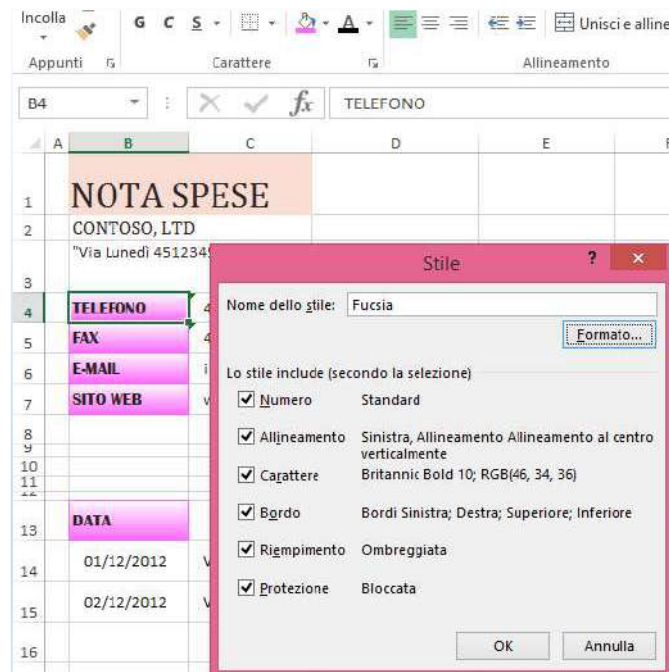 Incolla
G C S A Unisci e alline
Appunti Carattere Allineamento
B4 fx TELEFONO
A B C D E
1 NOTA SPESE
2 CONTOSO, LTD
3 "Via Lunedì 451234
Stile ? ×
4 TELEFONO 4
Nome dello stile: Fucsia
5 FAX 4
Formato...
6 E-MAIL i
Lo stile include (secondo la selezione)
7 SITO WEB v
Numero Standard
8
9
Allineamento Sinistra, Allineamento Allineamento al centro
verticalmente
10
11
Carattere Britannic Bold 10; RGB(46, 34, 36)
Bordo Bordi Sinistra; Destra; Superiore; Inferiore
13 DATA
Riempimento Ombreggiata
14 01/12/2012 V
Protezione Bloccata
15 02/12/2012 V
16
OK Annulla